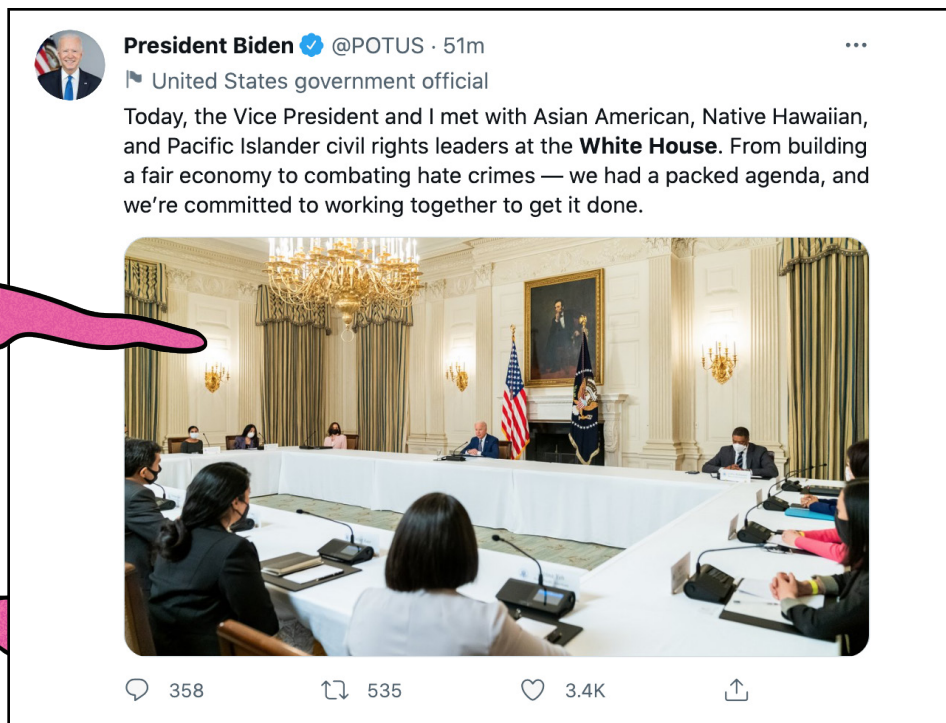 President Biden @POTUS · 51m
United States government official
Today, the Vice President and I met with Asian American, Native Hawaiian,
and Pacific Islander civil rights leaders at the White House. From building
a fair economy to combating hate crimes — we had a packed agenda, and
we’re committed to working together to get it done.
358 535 3.4K